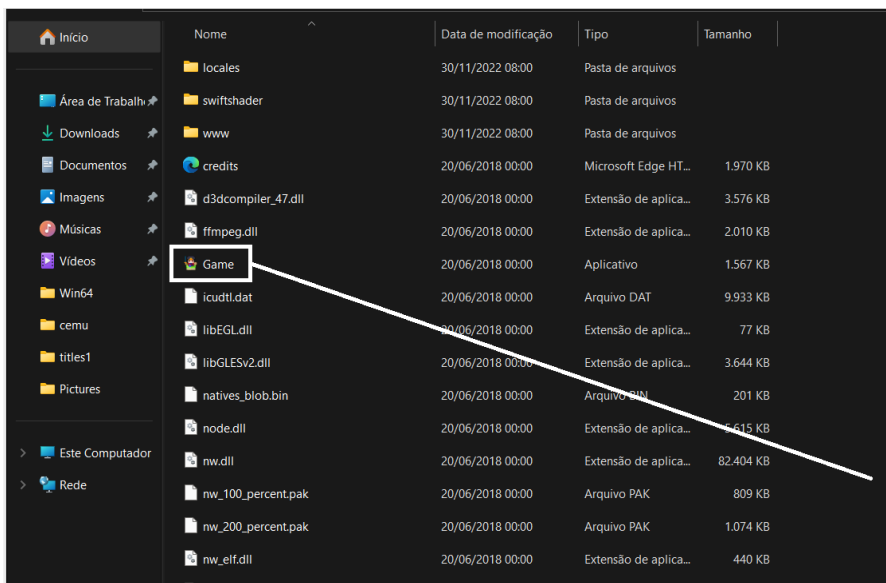 Início
Área de Trabalh
Downloads
Documentos
Imagens
Músicas
Vídeos
Win64
cemu
titles1
Pictures
Este Computador
Rede
Nome Data de modificação Tipo Tamanho
locales 30/11/2022 08:00 Pasta de arquivos
swiftshader 30/11/2022 08:00 Pasta de arquivos
www 30/11/2022 08:00 Pasta de arquivos
credits 20/06/2018 00:00 Microsoft Edge HT... 1.970 KB
d3dcompiler_47.dll 20/06/2018 00:00 Extensão de aplica... 3.576 KB
ffmpeg.dll 20/06/2018 00:00 Extensão de aplica... 2.010 KB
Game 20/06/2018 00:00 Aplicativo 1.567 KB
icudtl.dat 20/06/2018 00:00 Arquivo DAT 9.933 KB
libEGL.dll 20/06/2018 00:00 Extensão de aplica... 77 KB
libGLESv2.dll 20/06/2018 00:00 Extensão de aplica... 3.644 KB
natives_blob.bin 20/06/2018 00:00 Arquivo BIN 201 KB
node.dll 20/06/2018 00:00 Extensão de aplica... 5.615 KB
nw.dll 20/06/2018 00:00 Extensão de aplica... 82.404 KB
nw_100_percent.pak 20/06/2018 00:00 Arquivo PAK 809 KB
nw_200_percent.pak 20/06/2018 00:00 Arquivo PAK 1.074 KB
nw_elf.dll 20/06/2018 00:00 Extensão de aplica... 440 KB